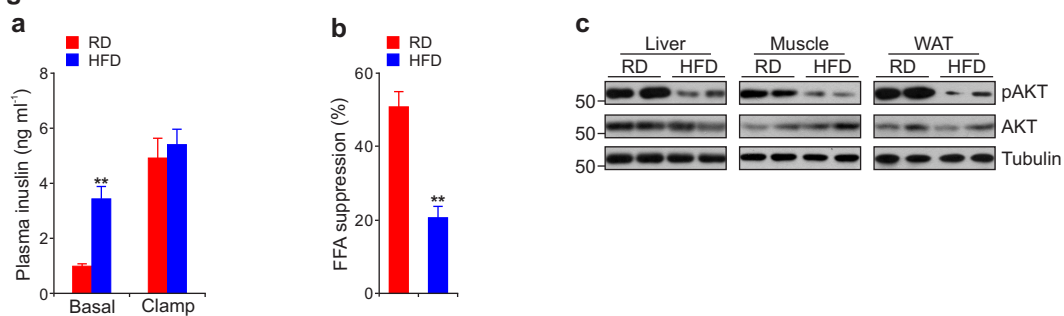 a
RD
HFD
Plasma inuslin (ng ml⁻¹)
8
6
4
2
0
**
Basal Clamp
b
RD
HFD
FFA suppression (%)
60
40
20
0
**
c
Liver Muscle WAT
RD HFD RD HFD RD HFD
50 pAKT
50 AKT
50 Tubulin